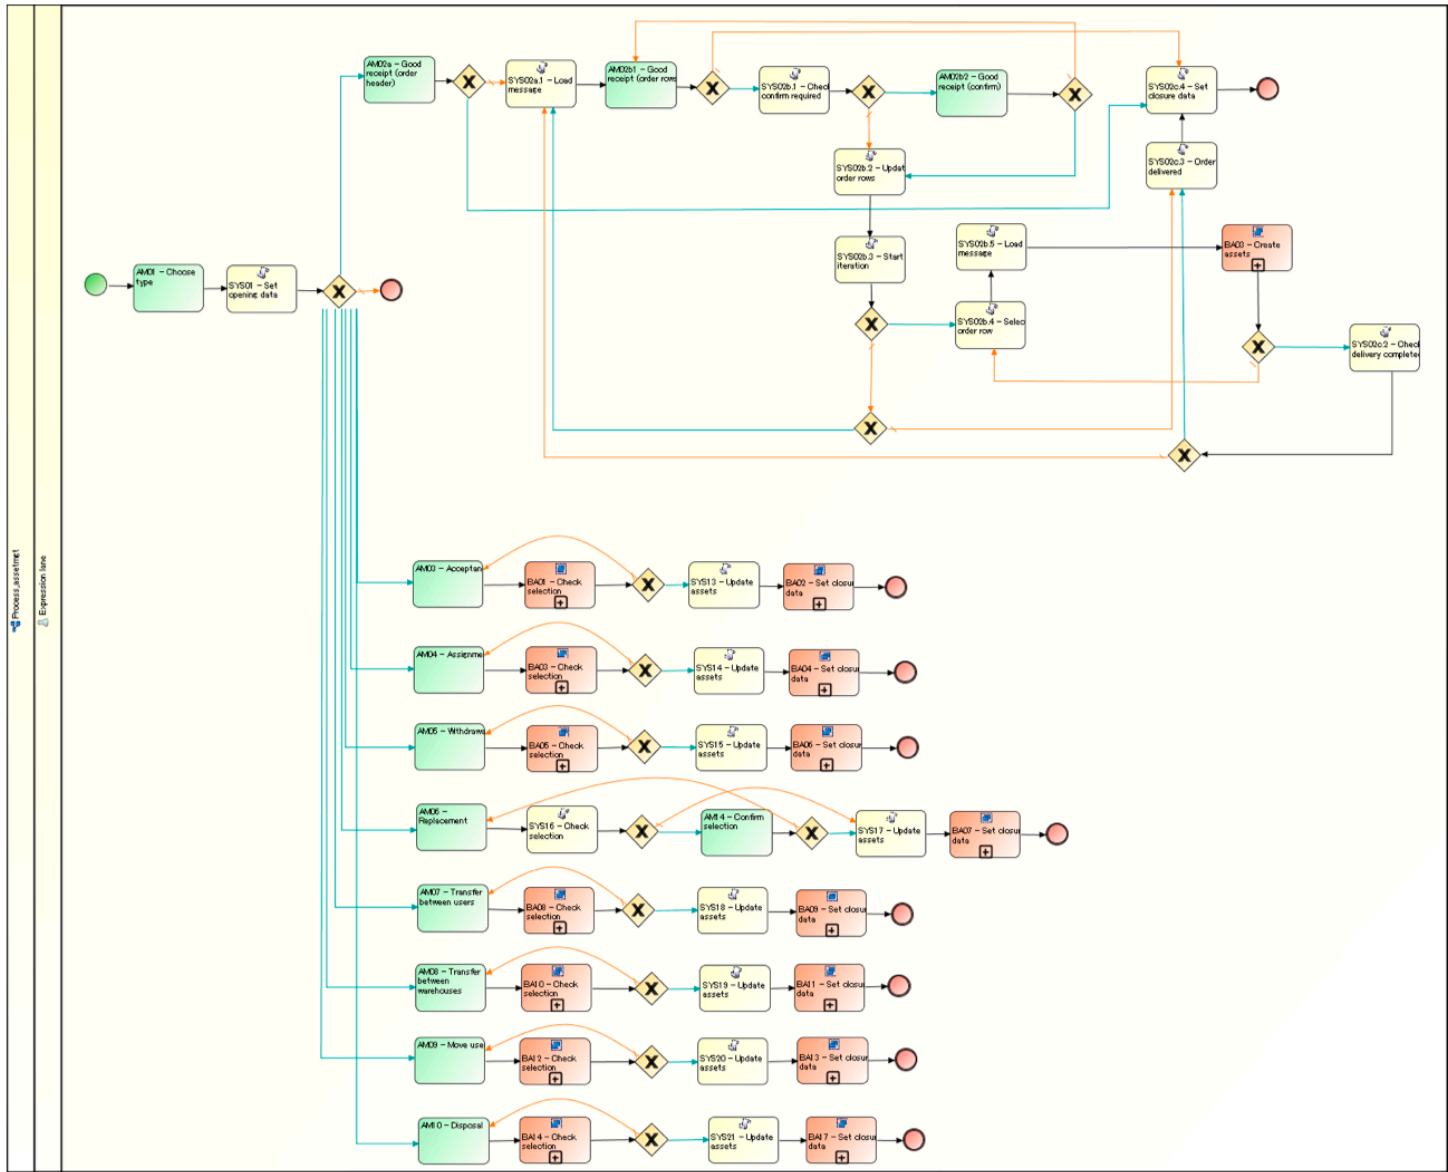 Process_assetmgt
Expression lane
AM01 - Choose
type
SYS01 - Set
opening data
AM02a - Good
receipt (order
header)
SYS02a.1 - Load
message
AM02b1 - Good
receipt (order rows
SYS02b.1 - Check
confirm required
AM02b2 - Good
receipt (confirm)
SYS02c.4 - Set
closure data
SYS02b.2 - Updat
order rows
SYS02c.3 - Order
delivered
SYS02b.3 - Start
iteration
SYS02b.5 - Load
message
BA03 - Create
assets
SYS02b.4 - Selec
order row
SYS02c.2 - Check
delivery complete
AM03 - Acceptan
BA01 - Check
selection
SYS13 - Update
assets
BA02 - Set closu
data
AM04 - Assignme
BA03 - Check
selection
SYS14 - Update
assets
BA04 - Set closu
data
AM05 - Withdraw
BA05 - Check
selection
SYS15 - Update
assets
BA06 - Set closu
data
AM06 -
Replacement
SYS16 - Check
selection
AM14 - Confirm
selection
SYS17 - Update
assets
BA07 - Set closu
data
AM07 - Transfer
between users
BA08 - Check
selection
SYS18 - Update
assets
BA09 - Set closu
data
AM08 - Transfer
between
warehouses
BA10 - Check
selection
SYS19 - Update
assets
BA11 - Set closu
data
AM09 - Move use
BA12 - Check
selection
SYS20 - Update
assets
BA13 - Set closu
data
AM10 - Disposal
BA14 - Check
selection
SYS21 - Update
assets
BA17 - Set closu
data